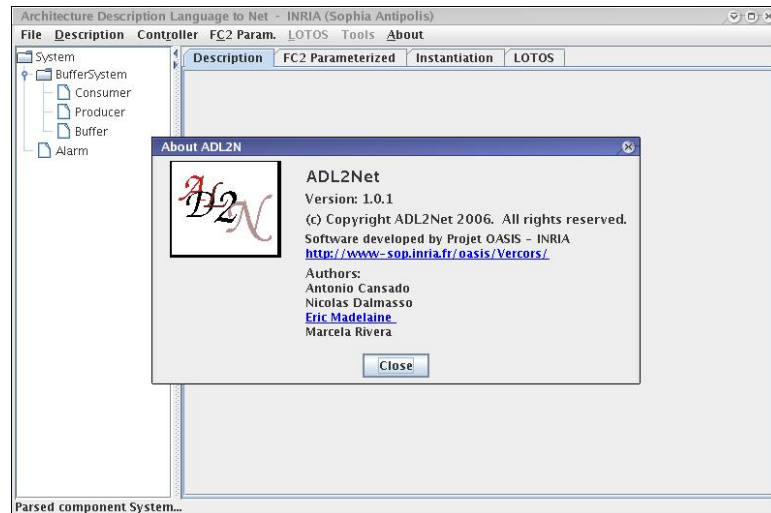 Architecture Description Language to Net - INRIA (Sophia Antipolis)
File Description Controller FC2 Param. LOTOS Tools About
System
BufferSystem
Consumer
Producer
Buffer
Alarm
Description FC2 Parameterized Instantiation LOTOS
About ADL2N
ADL2N
ADL2Net
Version: 1.0.1
(c) Copyright ADL2Net 2006. All rights reserved.
Software developed by Projet OASIS - INRIA
http://www-sop.inria.fr/oasis/Vercors/
Authors:
Antonio Cansado
Nicolas Dalmasso
Eric Madelaine
Marcela Rivera
Close
Parsed component System...